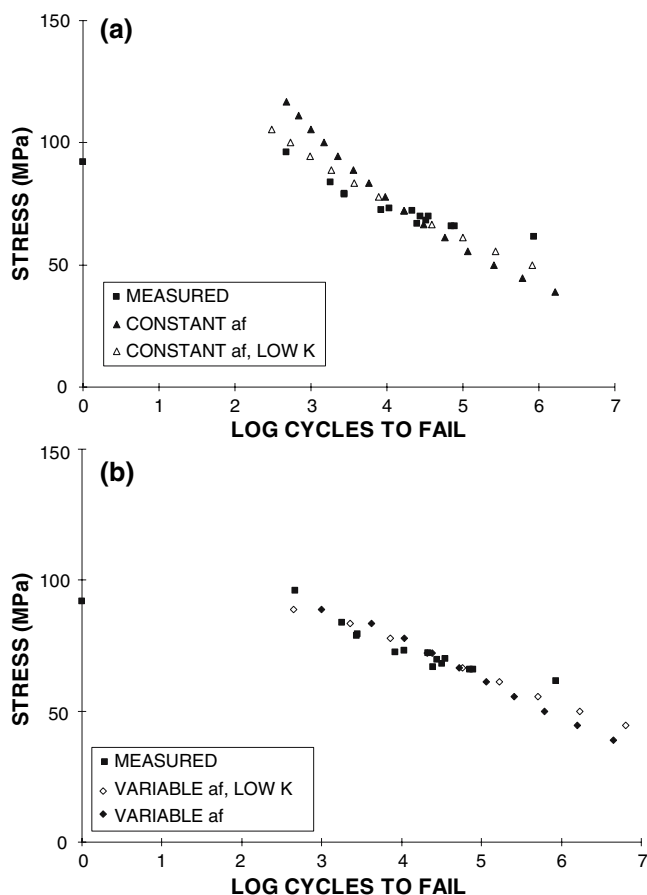 (a)
150
100
50
0
STRESS (MPa)
MEASURED
CONSTANT af
CONSTANT af, LOW K
0 1 2 3 4 5 6 7
LOG CYCLES TO FAIL
(b)
150
100
50
0
STRESS (MPa)
MEASURED
VARIABLE af, LOW K
VARIABLE af
0 1 2 3 4 5 6 7
LOG CYCLES TO FAIL